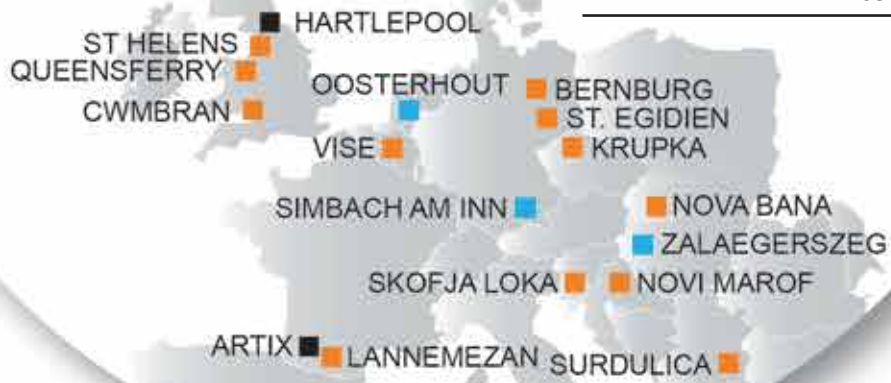 HARTLEPOOL
ST HELENS
QUEENSFERRY
OOSTERHOUT
BERNBURG
CWMBRAN
ST. EGIDIEN
VISE
KRUPKA
SIMBACH AM INN
NOVA BANA
ZALAEGERSZEG
SKOFJA LOKA
NOVI MAROF
ARTIX
LANNEMEZAN
SURDULICA